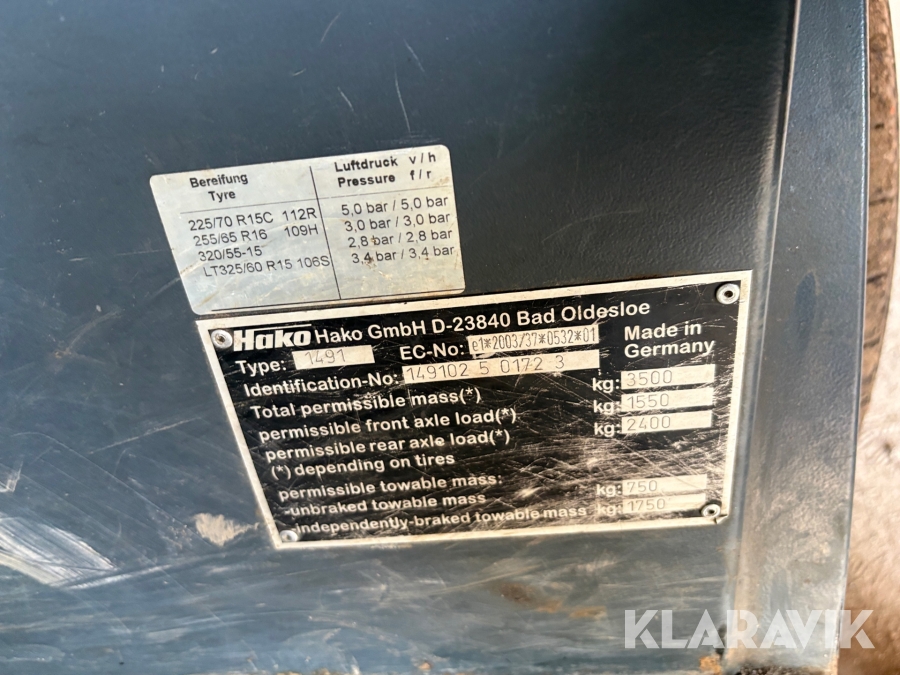 Bereifung Luftdruck v / h
Tyre Pressure f / r
225/70 R15C 112R 5,0 bar / 5,0 bar
255/65 R16 109H 3,0 bar / 3,0 bar
320/55-15 2,8 bar / 2,8 bar
LT325/60 R15 106S 3,4 bar / 3,4 bar
Hako Hako GmbH D-23840 Bad Oldesloe
Type: 1491 EC-No: e1*2003/37*0532*01 Made in
Germany
Identification-No: 149102 5 0172 3
Total permissible mass(*) kg: 3500
permissible front axle load(*) kg: 1550
permissible rear axle load(*) kg: 2400
(*) depending on tires
permissible towable mass:
-unbraked towable mass kg: 750
-independently-braked towable mass kg: 1750
KLARAVIK